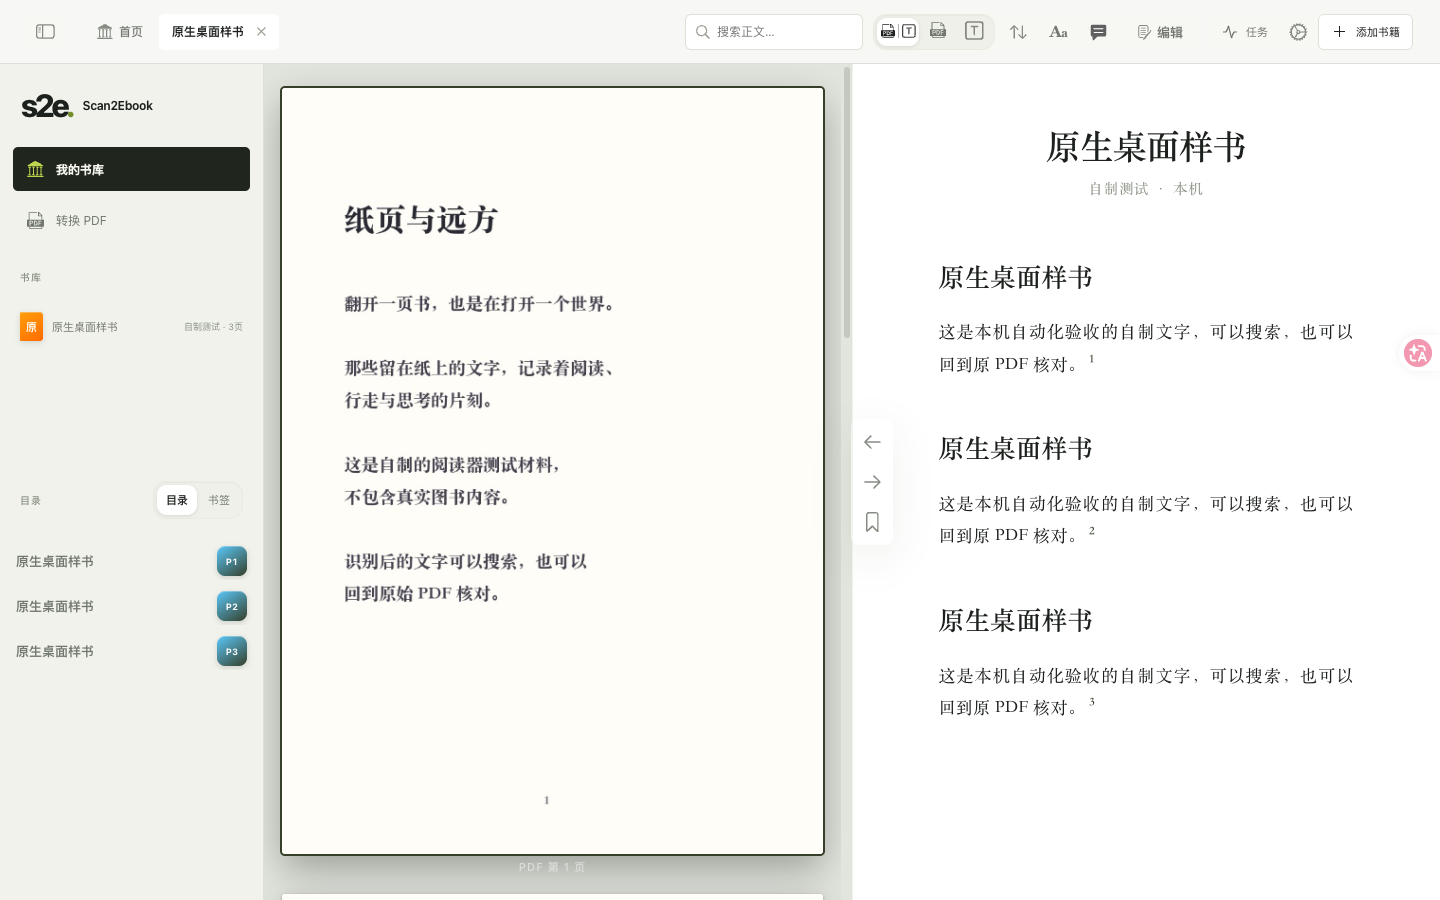 首页
原生桌面样书
搜索正文...
PDF T
PDF
T
Aa
编辑
任务
添加书籍
s2e. Scan2Ebook
我的书库
转换 PDF
书库
原 原生桌面样书 自制测试 · 3页
目录 目录 书签
原生桌面样书 P1
原生桌面样书 P2
原生桌面样书 P3
纸页与远方
翻开一页书，也是在打开一个世界。
那些留在纸上的文字，记录着阅读、
行走与思考的片刻。
这是自制的阅读器测试材料，
不包含真实图书内容。
识别后的文字可以搜索，也可以
回到原始 PDF 核对。
1
PDF 第 1 页
原生桌面样书
自制测试 · 本机
原生桌面样书
这是本机自动化验收的自制文字，可以搜索，也可以
回到原 PDF 核对。1
原生桌面样书
这是本机自动化验收的自制文字，可以搜索，也可以
回到原 PDF 核对。2
原生桌面样书
这是本机自动化验收的自制文字，可以搜索，也可以
回到原 PDF 核对。3